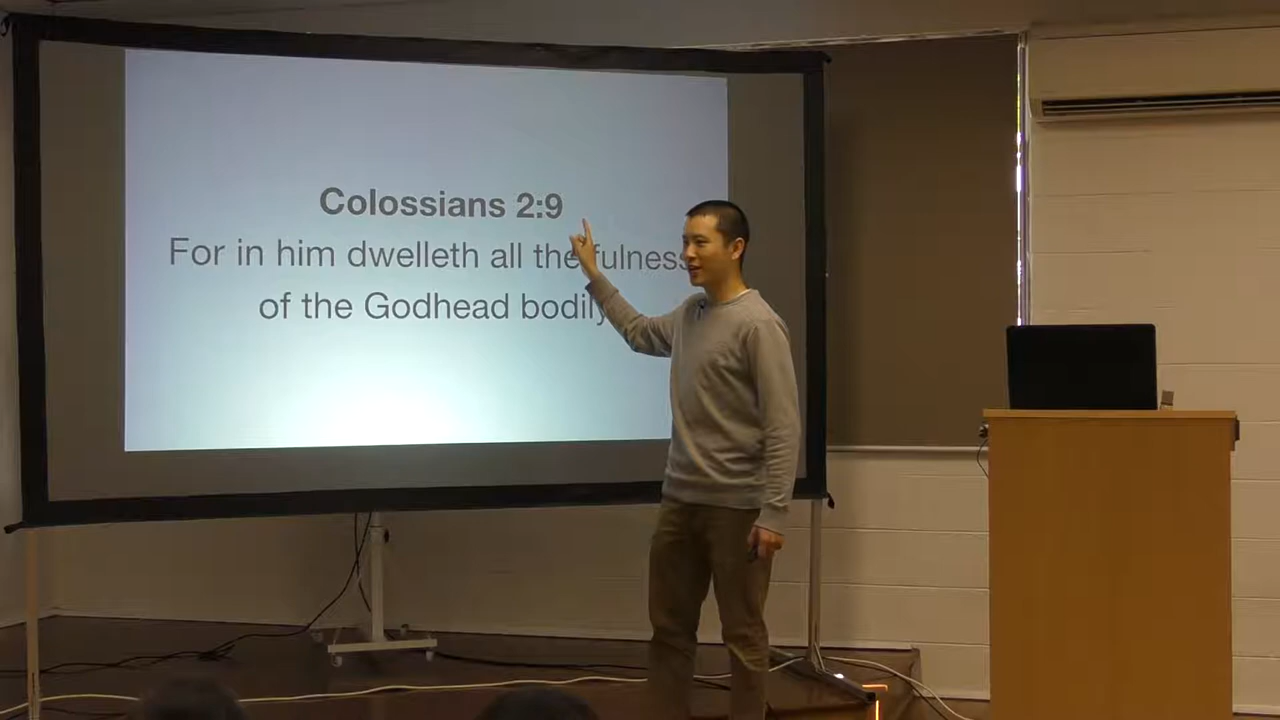 Colossians 2:9
For in him dwelleth all the fulness
of the Godhead bodily